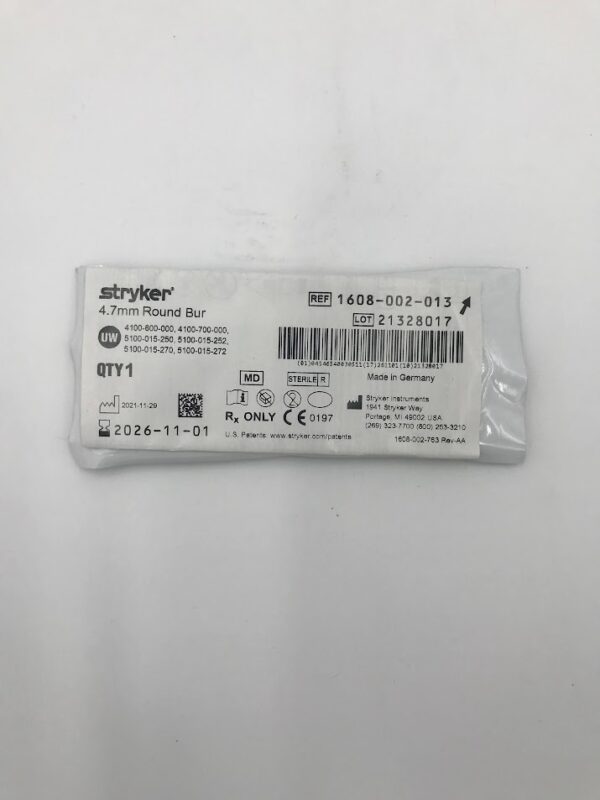 stryker®
4.7mm Round Bur
REF 1608-002-013
LOT 21328017
UW
4100-600-000, 4100-700-000,
5100-015-250, 5100-015-252,
5100-015-270, 5100-015-272
QTY 1
MD
STERILE R
Made in Germany
2021-11-29
2026-11-01
Rx ONLY CE 0197
U.S. Patents: www.stryker.com/patents
Stryker Instruments
1941 Stryker Way
Portage, MI 49002 USA
(269) 323-7700 (800) 253-3210
1608-002-763 Rev-AA